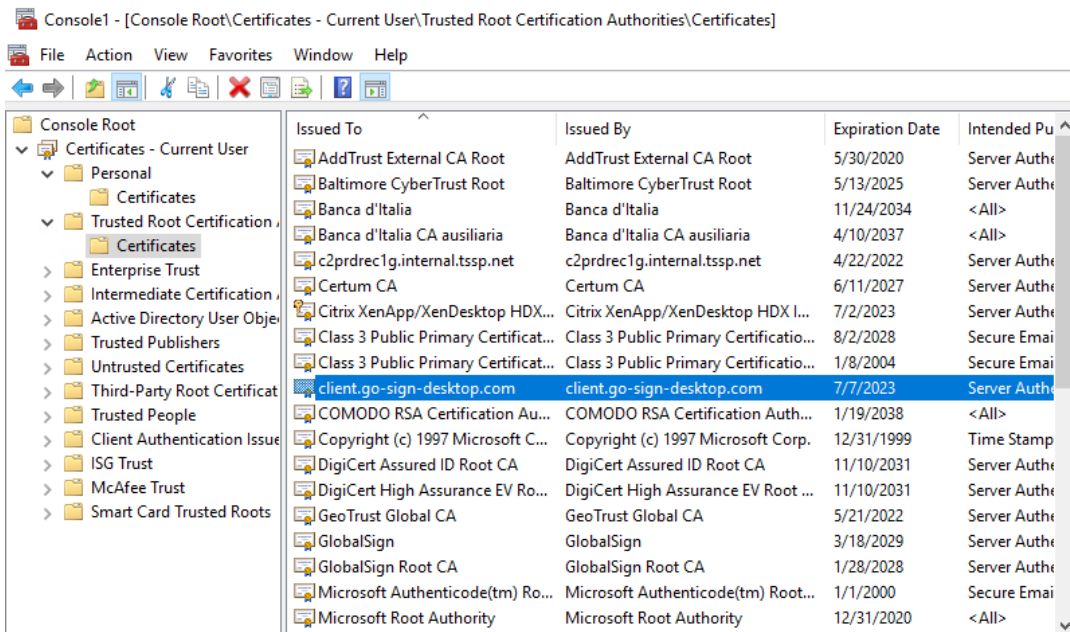 Console1 - [Console Root\Certificates - Current User\Trusted Root Certification Authorities\Certificates]
File Action View Favorites Window Help
Console Root
Certificates - Current User
Personal
Certificates
Trusted Root Certification
Certificates
Enterprise Trust
Intermediate Certification
Active Directory User Obje
Trusted Publishers
Untrusted Certificates
Third-Party Root Certificat
Trusted People
Client Authentication Issue
ISG Trust
McAfee Trust
Smart Card Trusted Roots
Issued To Issued By Expiration Date Intended Pu
AddTrust External CA Root AddTrust External CA Root 5/30/2020 Server Authe
Baltimore CyberTrust Root Baltimore CyberTrust Root 5/13/2025 Server Authe
Banca d'Italia Banca d'Italia 11/24/2034 <All>
Banca d'Italia CA ausiliaria Banca d'Italia CA ausiliaria 4/10/2037 <All>
c2prdrec1g.internal.tssp.net c2prdrec1g.internal.tssp.net 4/22/2022 Server Authe
Certum CA Certum CA 6/11/2027 Server Authe
Citrix XenApp/XenDesktop HDX... Citrix XenApp/XenDesktop HDX I... 7/2/2023 Server Authe
Class 3 Public Primary Certificat... Class 3 Public Primary Certificatio... 8/2/2028 Secure Emai
Class 3 Public Primary Certificat... Class 3 Public Primary Certificatio... 1/8/2004 Secure Emai
client.go-sign-desktop.com client.go-sign-desktop.com 7/7/2023 Server Authe
COMODO RSA Certification Au... COMODO RSA Certification Auth... 1/19/2038 <All>
Copyright (c) 1997 Microsoft C... Copyright (c) 1997 Microsoft Corp. 12/31/1999 Time Stamp
DigiCert Assured ID Root CA DigiCert Assured ID Root CA 11/10/2031 Server Authe
DigiCert High Assurance EV Ro... DigiCert High Assurance EV Root ... 11/10/2031 Server Authe
GeoTrust Global CA GeoTrust Global CA 5/21/2022 Server Authe
GlobalSign GlobalSign 3/18/2029 Server Authe
GlobalSign Root CA GlobalSign Root CA 1/28/2028 Server Authe
Microsoft Authenticode(tm) Ro... Microsoft Authenticode(tm) Root... 1/1/2000 Secure Emai
Microsoft Root Authority Microsoft Root Authority 12/31/2020 <All>